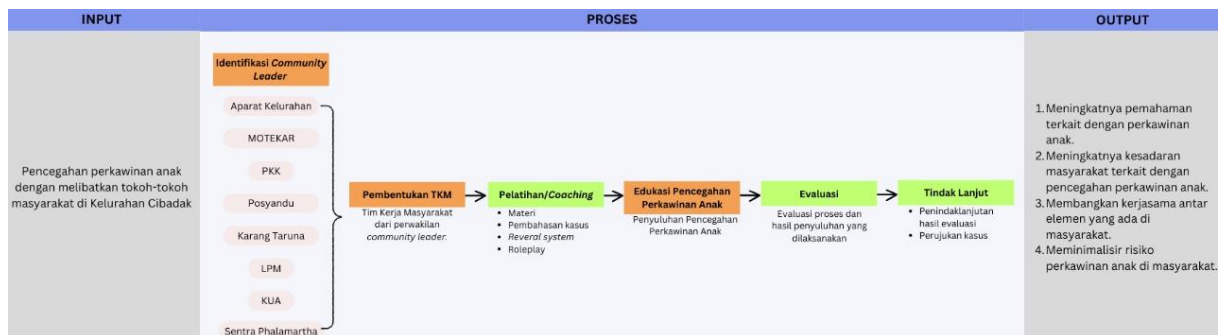 INPUT
PROSES
OUTPUT
Pencegahan perkawinan anak
dengan melibatkan tokoh-tokoh
masyarakat di Kelurahan Cibadak
Identifikasi Community
Leader
Aparat Kelurahan
MOTEKAR
PKK
Posyandu
Karang Taruna
LPM
KUA
Sentra Phalamartha
Pembentukan TKM
Tim Kerja Masyarakat
dari perwakilan
community leader.
Pelatihan/Coaching
• Materi
• Pembahasan kasus
• Reveral system
• Roleplay
Edukasi Pencegahan
Perkawinan Anak
Penyuluhan Pencegahan
Perkawinan Anak
Evaluasi
Evaluasi proses dan
hasil penyuluhan yang
dilaksanakan
Tindak Lanjut
• Penindaklanjutan
hasil evaluasi
• Perujukan kasus
1. Meningkatnya pemahaman
terkait dengan perkawinan
anak.
2. Meningkatnya kesadaran
masyarakat terkait dengan
pencegahan perkawinan anak.
3. Membangkan kerjasama antar
elemen yang ada di
masyarakat.
4. Meminimalisir risiko
perkawinan anak di masyarakat.